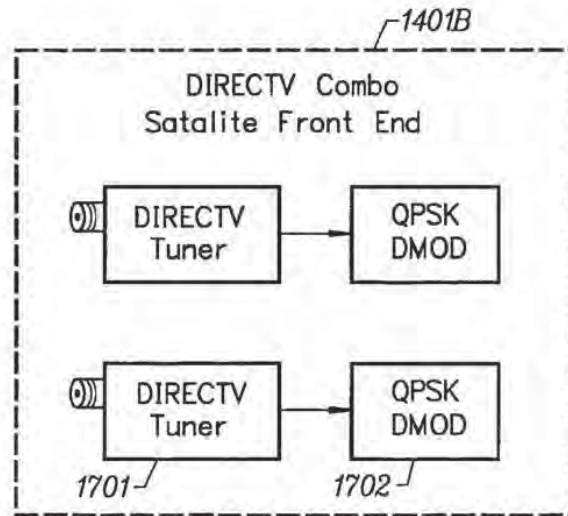 1401B
DIRECTV Combo
Satalite Front End
DIRECTV
Tuner
QPSK
DMOD
DIRECTV
Tuner
QPSK
DMOD
1701
1702